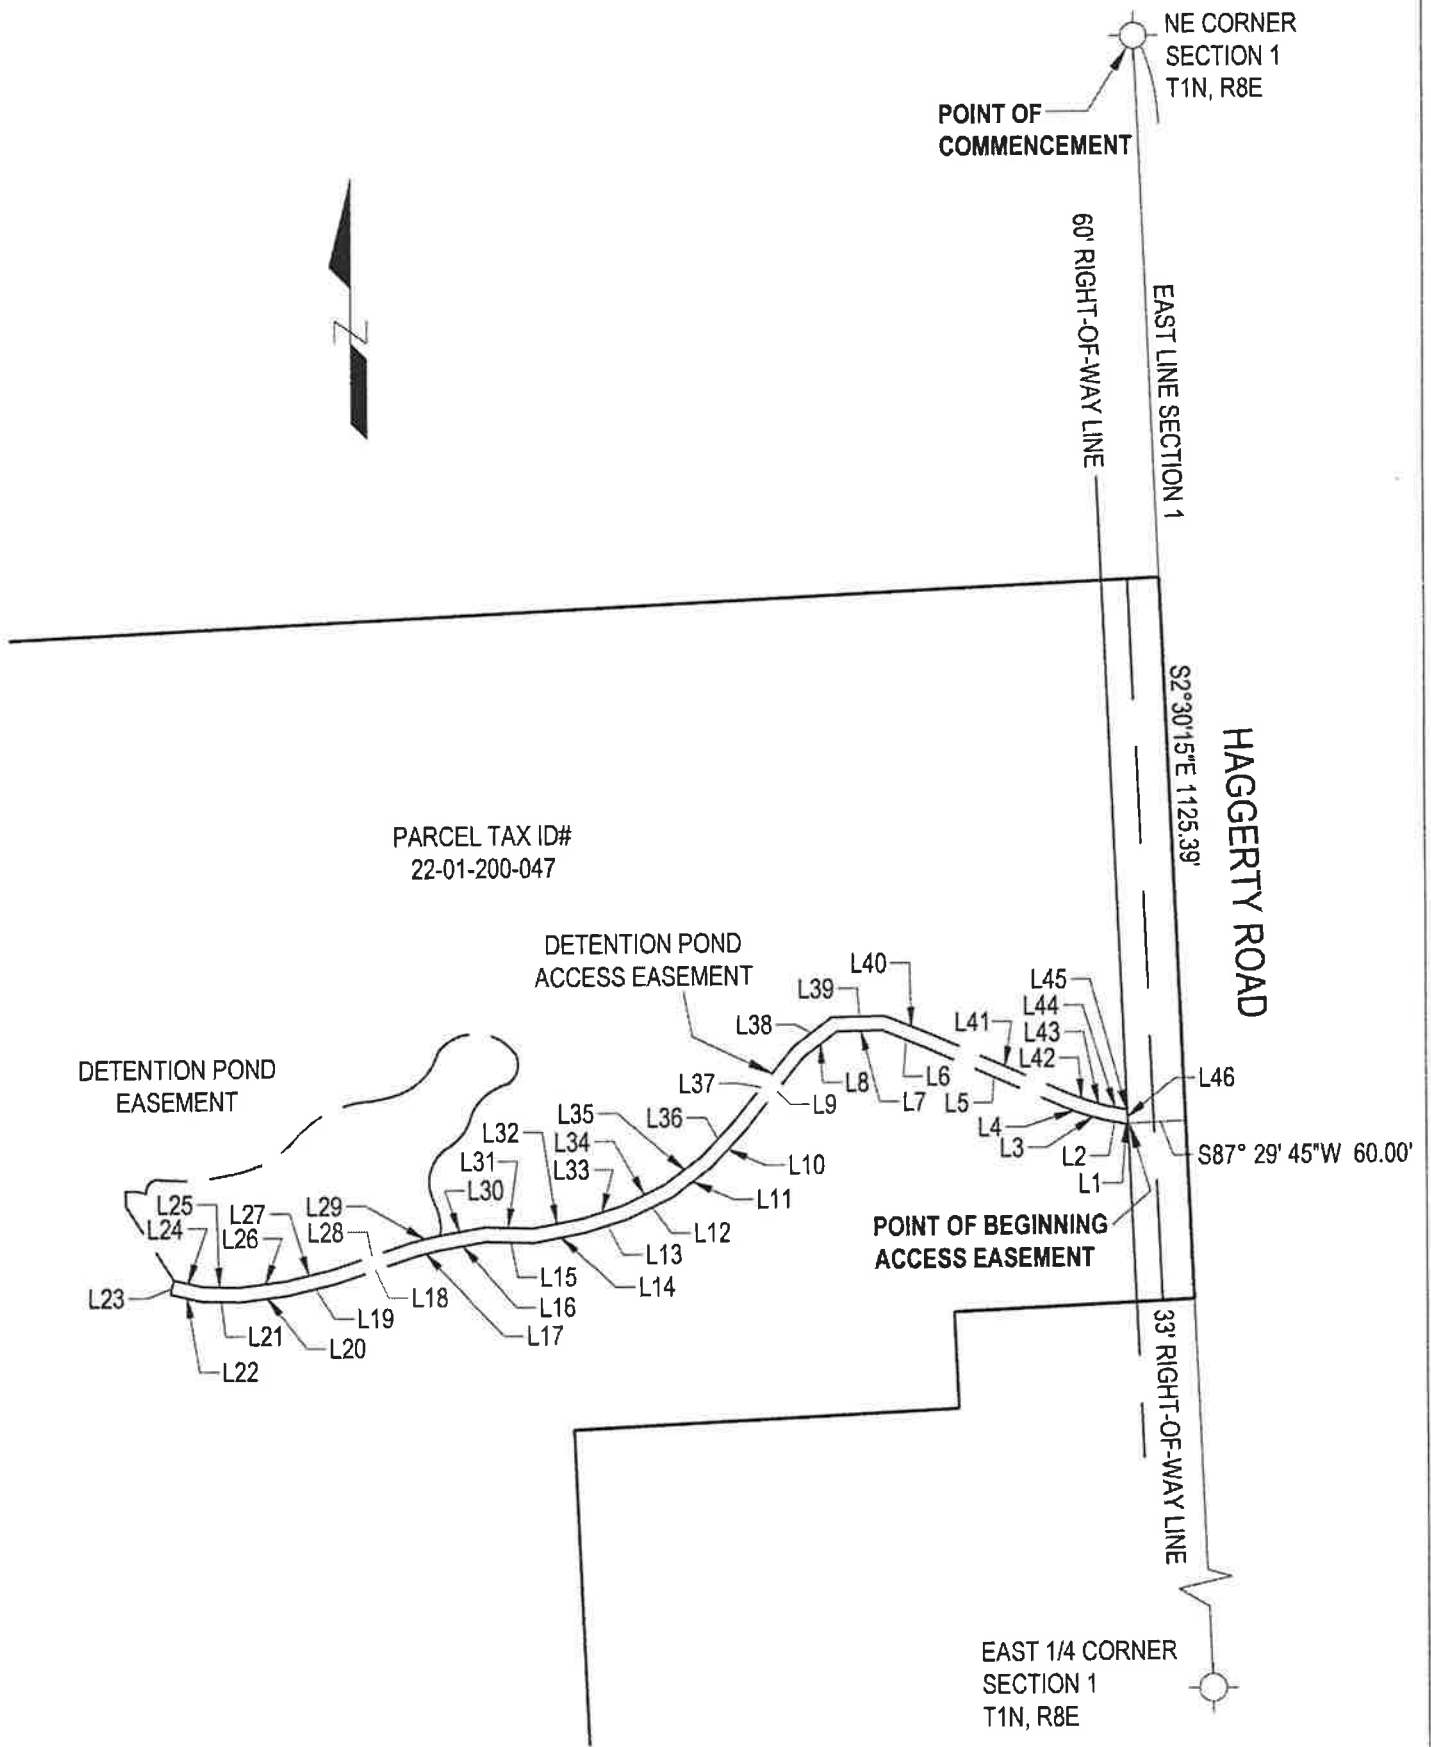 NE CORNER
SECTION 1
T1N, R8E
POINT OF
COMMENCEMENT
60' RIGHT-OF-WAY LINE
EAST LINE SECTION 1
N
S2°30'15"E 1125.39'
HAGGERTY ROAD
PARCEL TAX ID#
22-01-200-047
DETENTION POND
ACCESS EASEMENT
L40
L39
L38
L45
L44
L43
L42
L41
L46
L37
L9
L8
L7
L6
L5
L4
L3
L2
L1
S87° 29' 45"W 60.00'
DETENTION POND
EASEMENT
L35
L36
L34
L33
L32
L31
L30
L10
L11
L12
L13
L14
L15
L16
L17
L29
L28
L27
L26
L25
L24
L23
L18
L19
L20
L21
L22
POINT OF BEGINNING
ACCESS EASEMENT
33' RIGHT-OF-WAY LINE
EAST 1/4 CORNER
SECTION 1
T1N, R8E